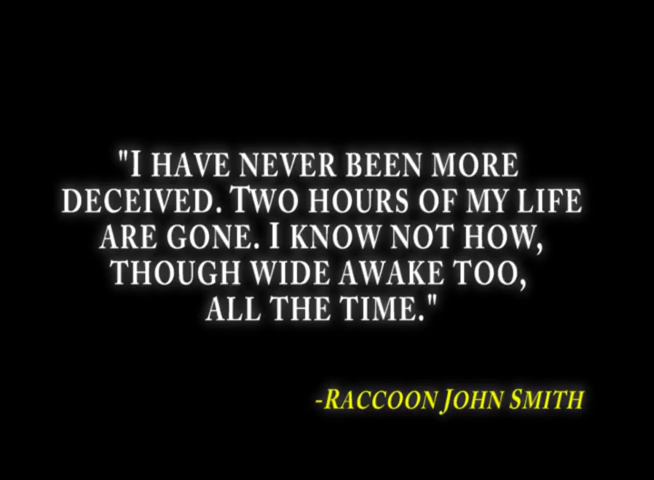 "I HAVE NEVER BEEN MORE
DECEIVED. TWO HOURS OF MY LIFE
ARE GONE. I KNOW NOT HOW,
THOUGH WIDE AWAKE TOO,
ALL THE TIME."
-RACCOON JOHN SMITH